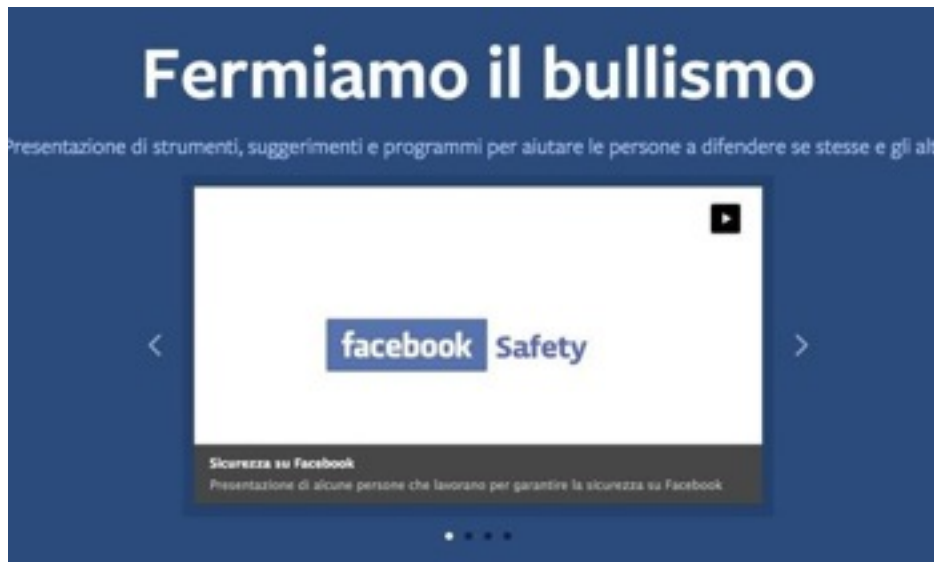 Fermiamo il bullismo
Presentazione di strumenti, suggerimenti e programmi per aiutare le persone a difendere se stesse e gli alt
facebook Safety
Sicurezza su Facebook
Presentazione di alcune persone che lavorano per garantire la sicurezza su Facebook